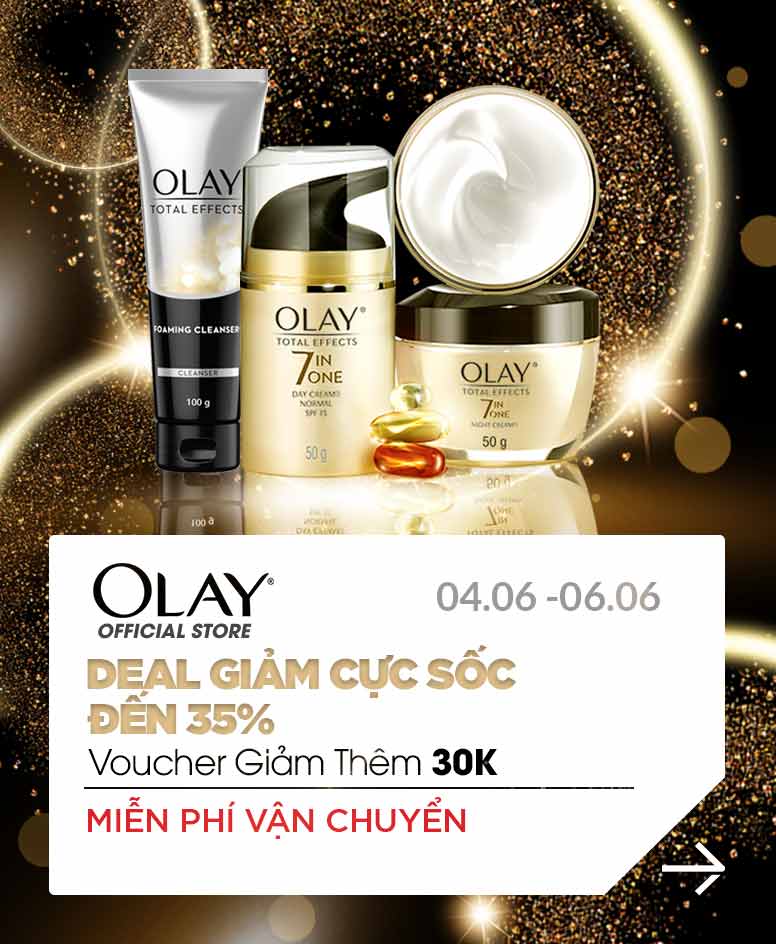 OLAY
TOTAL EFFECTS
FOAMING CLEANSER
CLEANSER
100 g
OLAY®
TOTAL EFFECTS
7 IN ONE
DAY CREAM
NORMAL
SPF 15
50 g
OLAY®
TOTAL EFFECTS
7 IN ONE
NIGHT CREAM
50 g
OLAY®
OFFICIAL STORE
04.06 -06.06
DEAL GIẢM CỰC SỐC
ĐẾN 35%
Voucher Giảm Thêm 30K
MIỄN PHÍ VẬN CHUYỂN